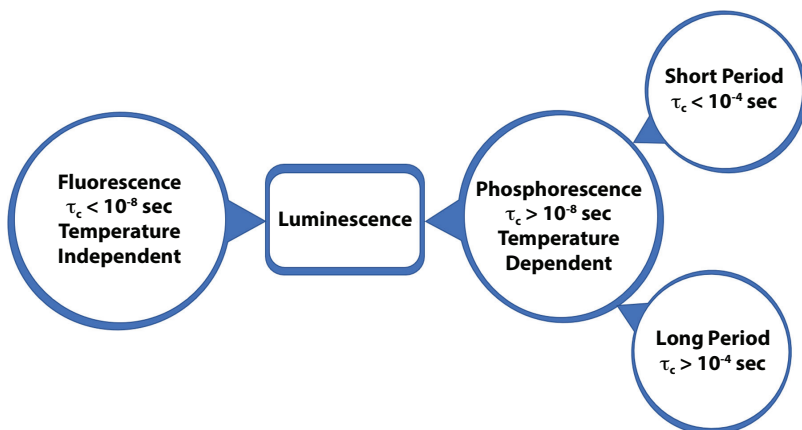 Fluorescence
τc < 10⁻⁸ sec
Temperature
Independent
Luminescence
Phosphorescence
τc > 10⁻⁸ sec
Temperature
Dependent
Short Period
τc < 10⁻⁴ sec
Long Period
τc > 10⁻⁴ sec